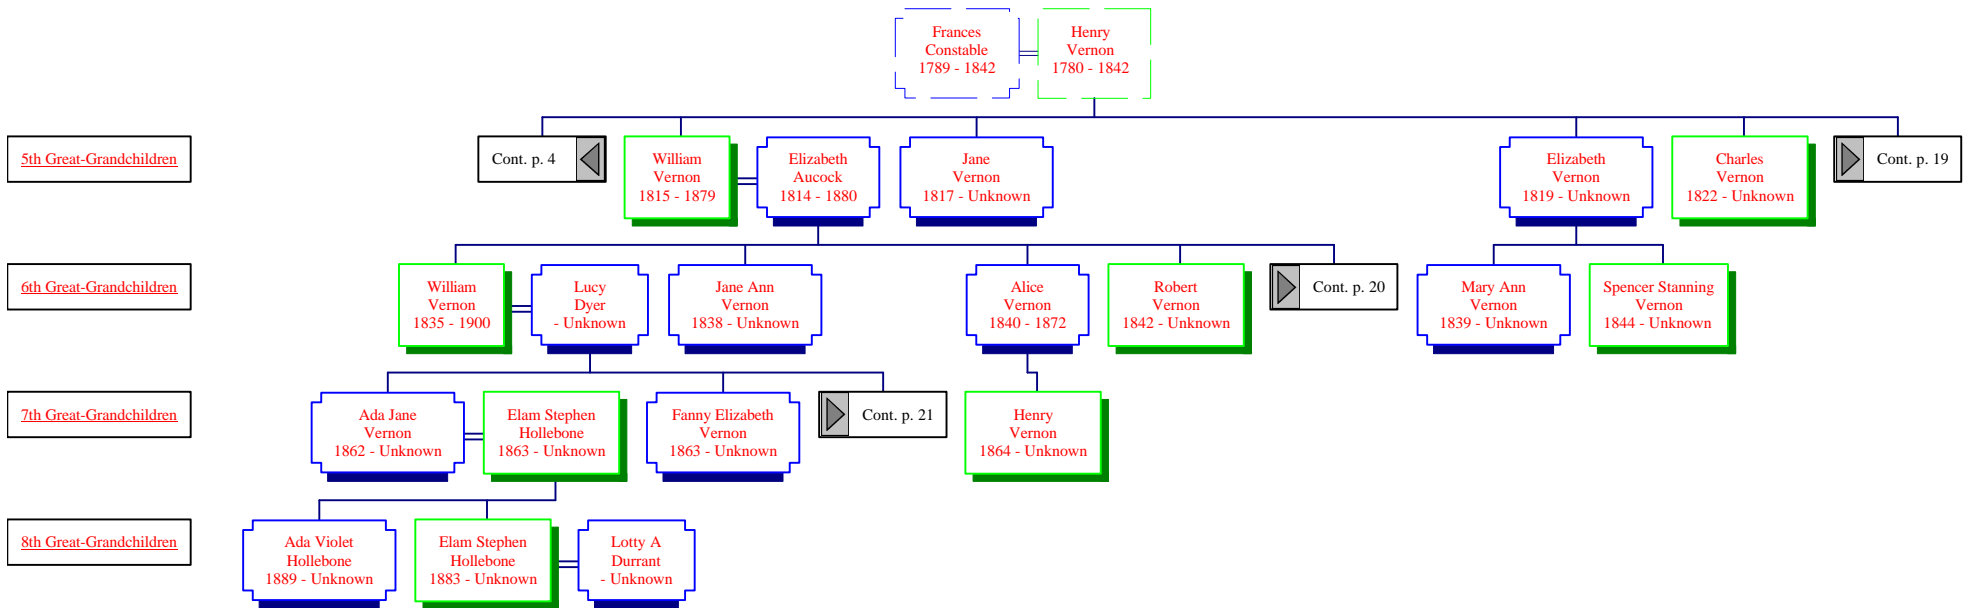 Frances
Constable
1789 - 1842
Henry
Vernon
1780 - 1842
5th Great-Grandchildren
Cont. p. 4
William
Vernon
1815 - 1879
Elizabeth
Aucock
1814 - 1880
Jane
Vernon
1817 - Unknown
Elizabeth
Vernon
1819 - Unknown
Charles
Vernon
1822 - Unknown
Cont. p. 19
6th Great-Grandchildren
William
Vernon
1835 - 1900
Lucy
Dyer
- Unknown
Jane Ann
Vernon
1838 - Unknown
Alice
Vernon
1840 - 1872
Robert
Vernon
1842 - Unknown
Cont. p. 20
Mary Ann
Vernon
1839 - Unknown
Spencer Stanning
Vernon
1844 - Unknown
7th Great-Grandchildren
Ada Jane
Vernon
1862 - Unknown
Elam Stephen
Hollebone
1863 - Unknown
Fanny Elizabeth
Vernon
1863 - Unknown
Cont. p. 21
Henry
Vernon
1864 - Unknown
8th Great-Grandchildren
Ada Violet
Hollebone
1889 - Unknown
Elam Stephen
Hollebone
1883 - Unknown
Lotty A
Durrant
- Unknown